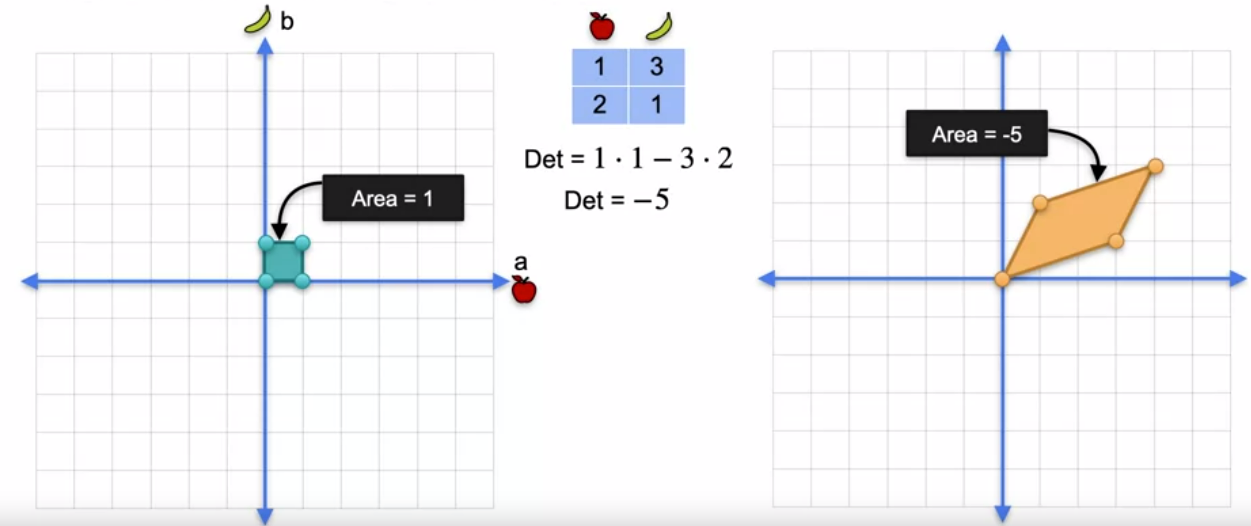 b
1 3
2 1
Det = 1 · 1 − 3 · 2
Det = −5
Area = 1
a
Area = -5